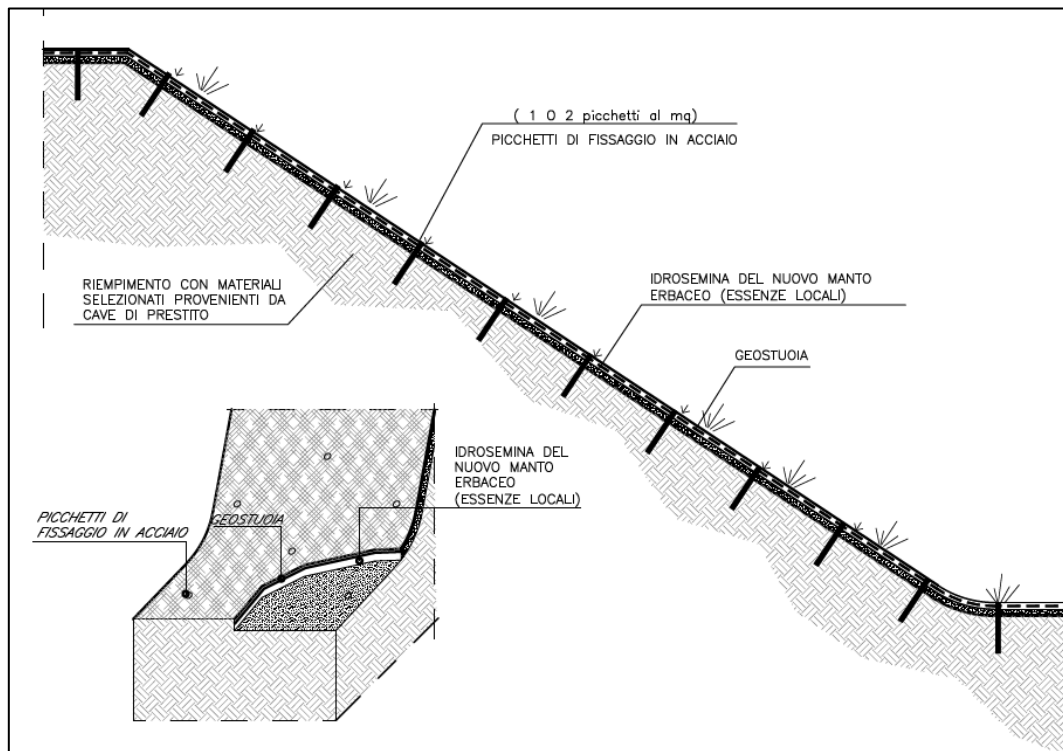 ( 1 O 2 picchetti al mq)
PICCHETTI DI FISSAGGIO IN ACCIAIO
RIEMPIMENTO CON MATERIALI
SELEZIONATI PROVENIENTI DA
CAVE DI PRESTITO
IDROSEMINA DEL NUOVO MANTO
ERBACEO (ESSENZE LOCALI)
GEOSTUOIA
IDROSEMINA DEL
NUOVO MANTO
ERBACEO
(ESSENZE LOCALI)
PICCHETTI DI
FISSAGGIO IN ACCIAIO
GEOSTUOIA